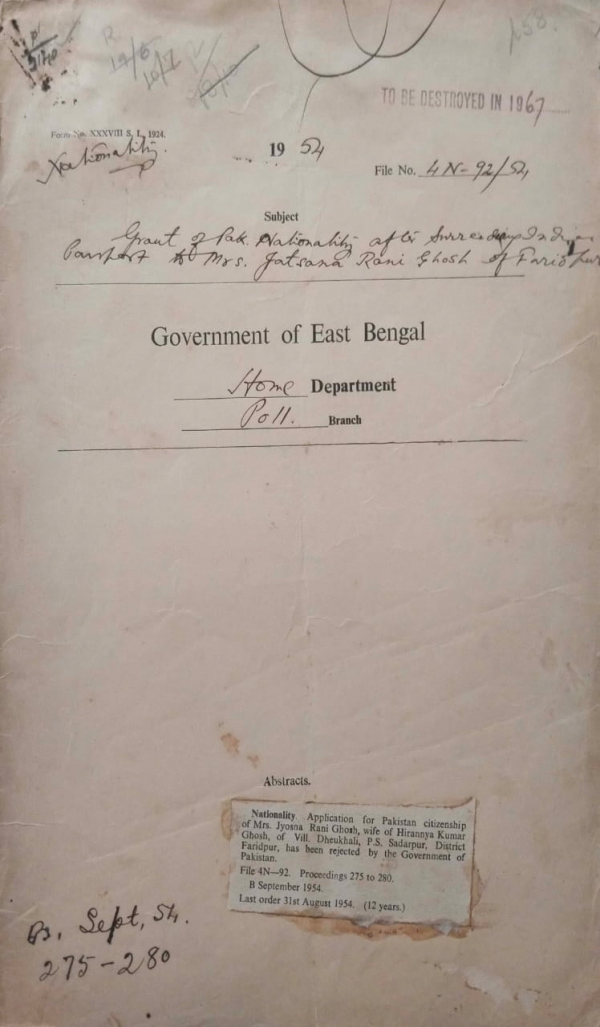 TO BE DESTROYED IN 1967
Form No. XXXVIII S. I., 1924.
Nationality.
1954
File No. 4N-92/54
Subject
Grant of Pak. Nationality after Surrendering Indian
Passport to Mrs. Jatsana Rani Ghosh of Faridpur
Government of East Bengal
Home Department
Poll. Branch
Abstracts.
Nationality Application for Pakistan citizenship
of Mrs. Jyosna Rani Ghosh, wife of Hirannya Kumar
Ghosh, of Vill. Dheukhali, P.S. Sadarpur, District
Faridpur, has been rejected by the Government of
Pakistan.
File 4N—92. Proceedings 275 to 280.
B September 1954.
Last order 31st August 1954. (12 years.)
B, Sept, 54.
275-280